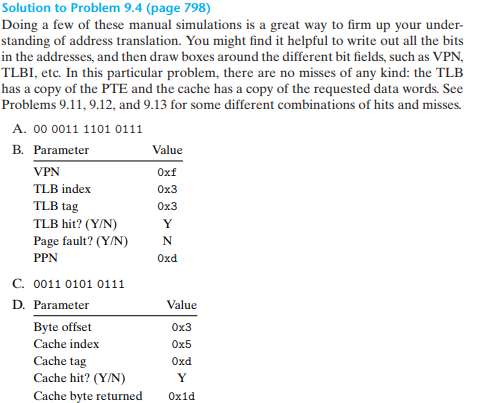 Solution to Problem 9.4 (page 798)
Doing a few of these manual simulations is a great way to firm up your under-
standing of address translation. You might find it helpful to write out all the bits
in the addresses, and then draw boxes around the different bit fields, such as VPN,
TLBI, etc. In this particular problem, there are no misses of any kind: the TLB
has a copy of the PTE and the cache has a copy of the requested data words. See
Problems 9.11, 9.12, and 9.13 for some different combinations of hits and misses.
A. 00 0011 1101 0111
B. Parameter Value
VPN 0xf
TLB index 0x3
TLB tag 0x3
TLB hit? (Y/N) Y
Page fault? (Y/N) N
PPN 0xd
C. 0011 0101 0111
D. Parameter Value
Byte offset 0x3
Cache index 0x5
Cache tag 0xd
Cache hit? (Y/N) Y
Cache byte returned 0x1d